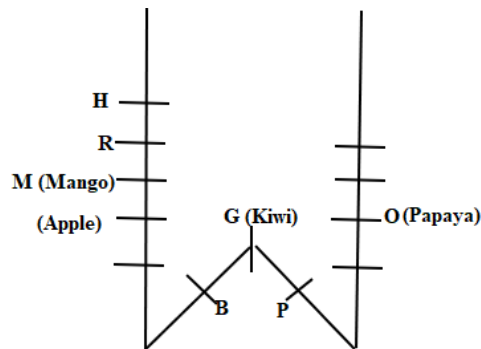 H
R
M (Mango)
(Apple)
G (Kiwi)
O (Papaya)
B
P